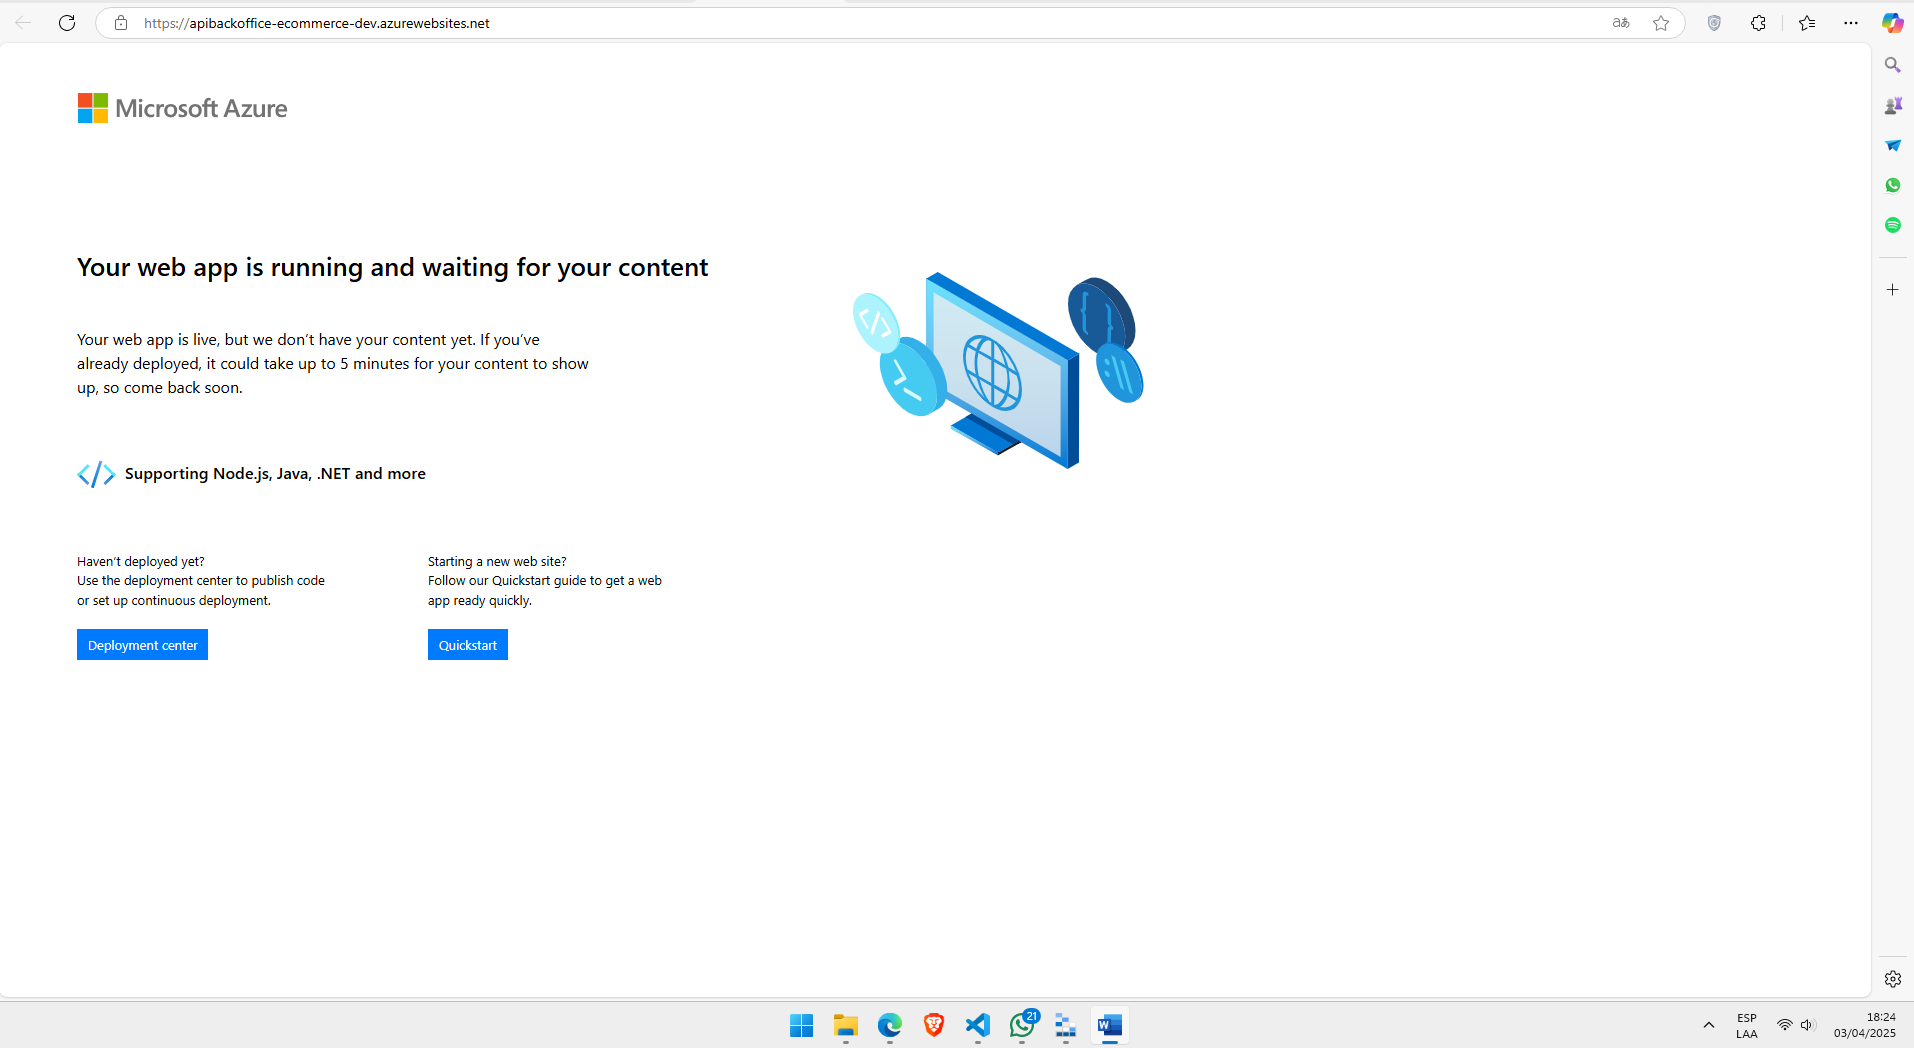 https://apibackoffice-ecommerce-dev.azurewebsites.net
Microsoft Azure
Your web app is running and waiting for your content
Your web app is live, but we don’t have your content yet. If you’ve
already deployed, it could take up to 5 minutes for your content to show
up, so come back soon.
Supporting Node.js, Java, .NET and more
Haven’t deployed yet?
Use the deployment center to publish code
or set up continuous deployment.
Deployment center
Starting a new web site?
Follow our Quickstart guide to get a web
app ready quickly.
Quickstart
21
ESP
LAA
18:24
03/04/2025